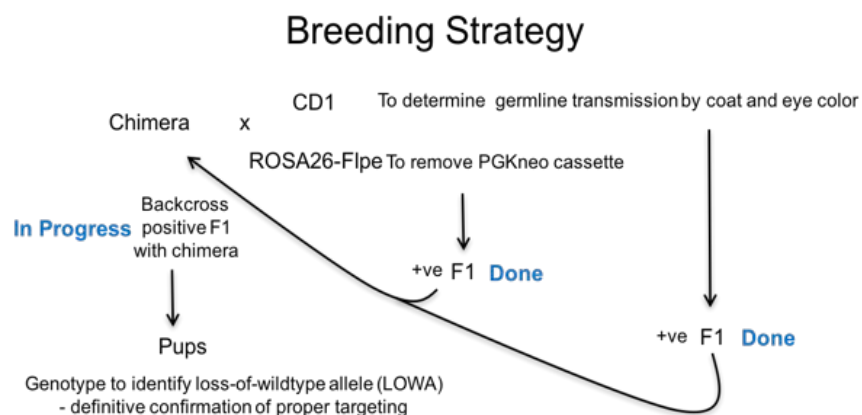 Breeding Strategy
CD1 To determine germline transmission by coat and eye color
Chimera x
ROSA26-Flpe To remove PGKneo cassette
In Progress
Backcross
positive F1
with chimera
+ve F1 Done
+ve F1 Done
Pups
Genotype to identify loss-of-wildtype allele (LOWA)
- definitive confirmation of proper targeting